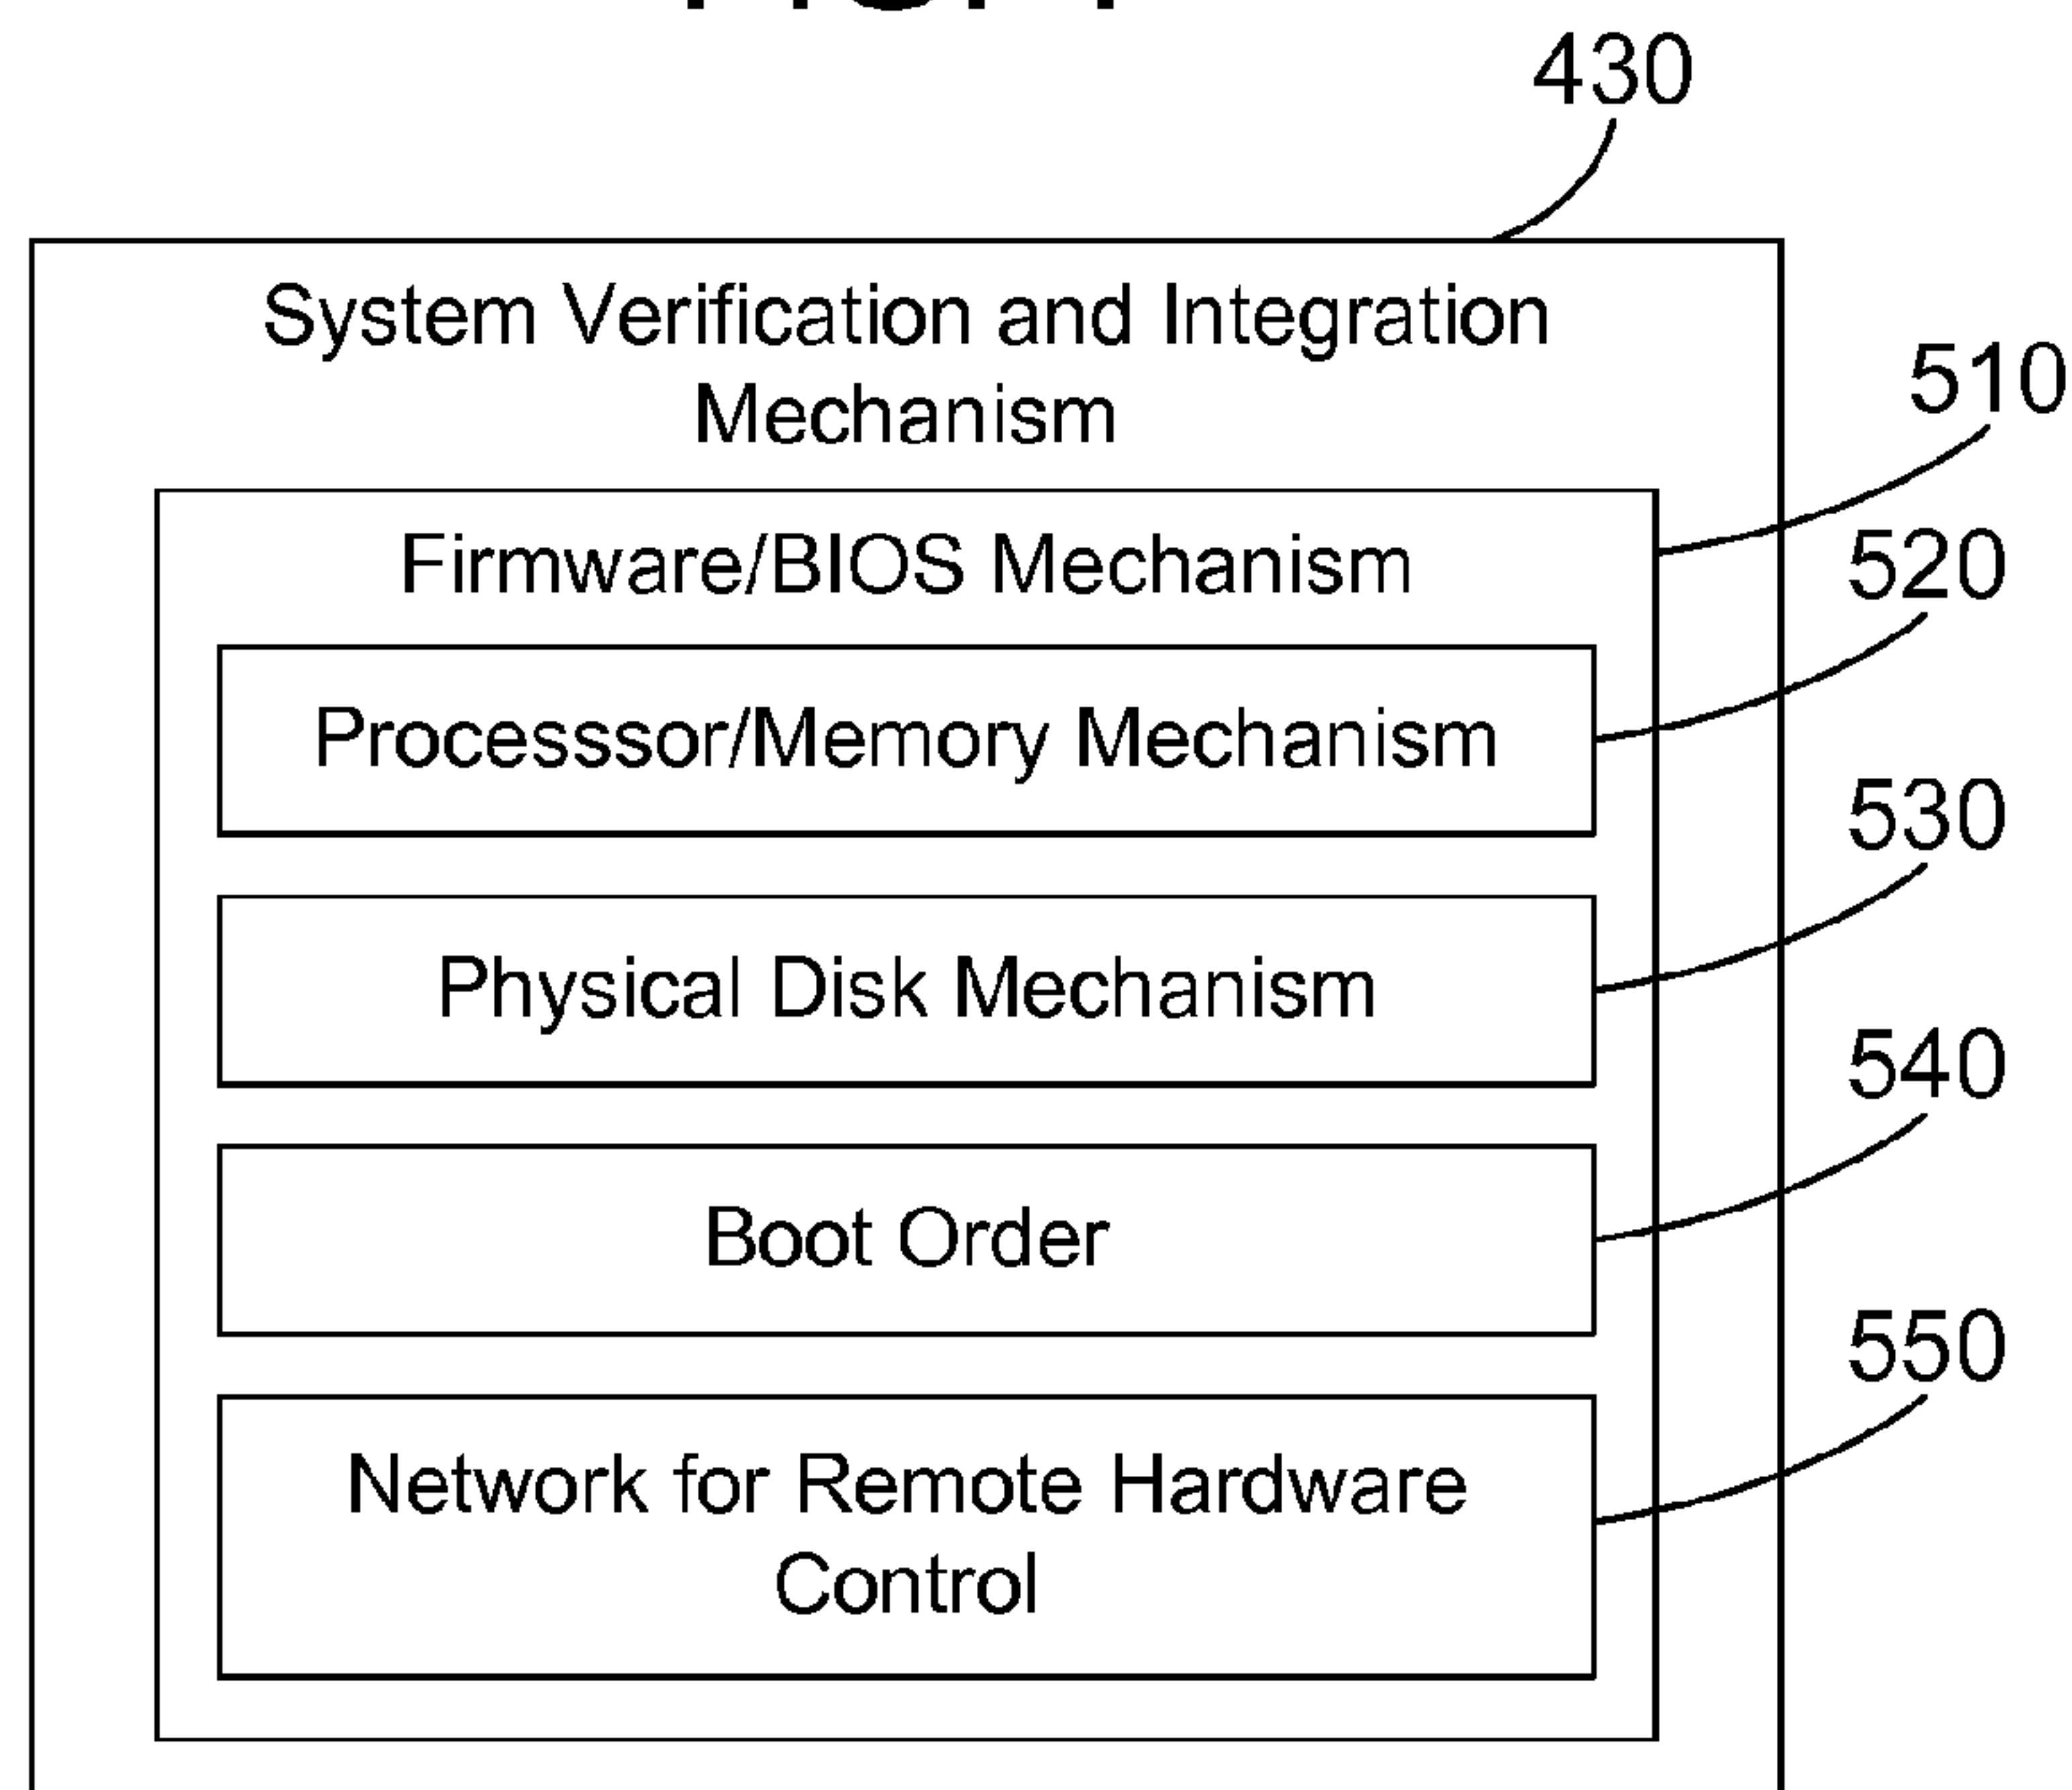 430
System Verification and Integration
Mechanism
510
Firmware/BIOS Mechanism
520
Processsor/Memory Mechanism
530
Physical Disk Mechanism
540
Boot Order
550
Network for Remote Hardware
Control